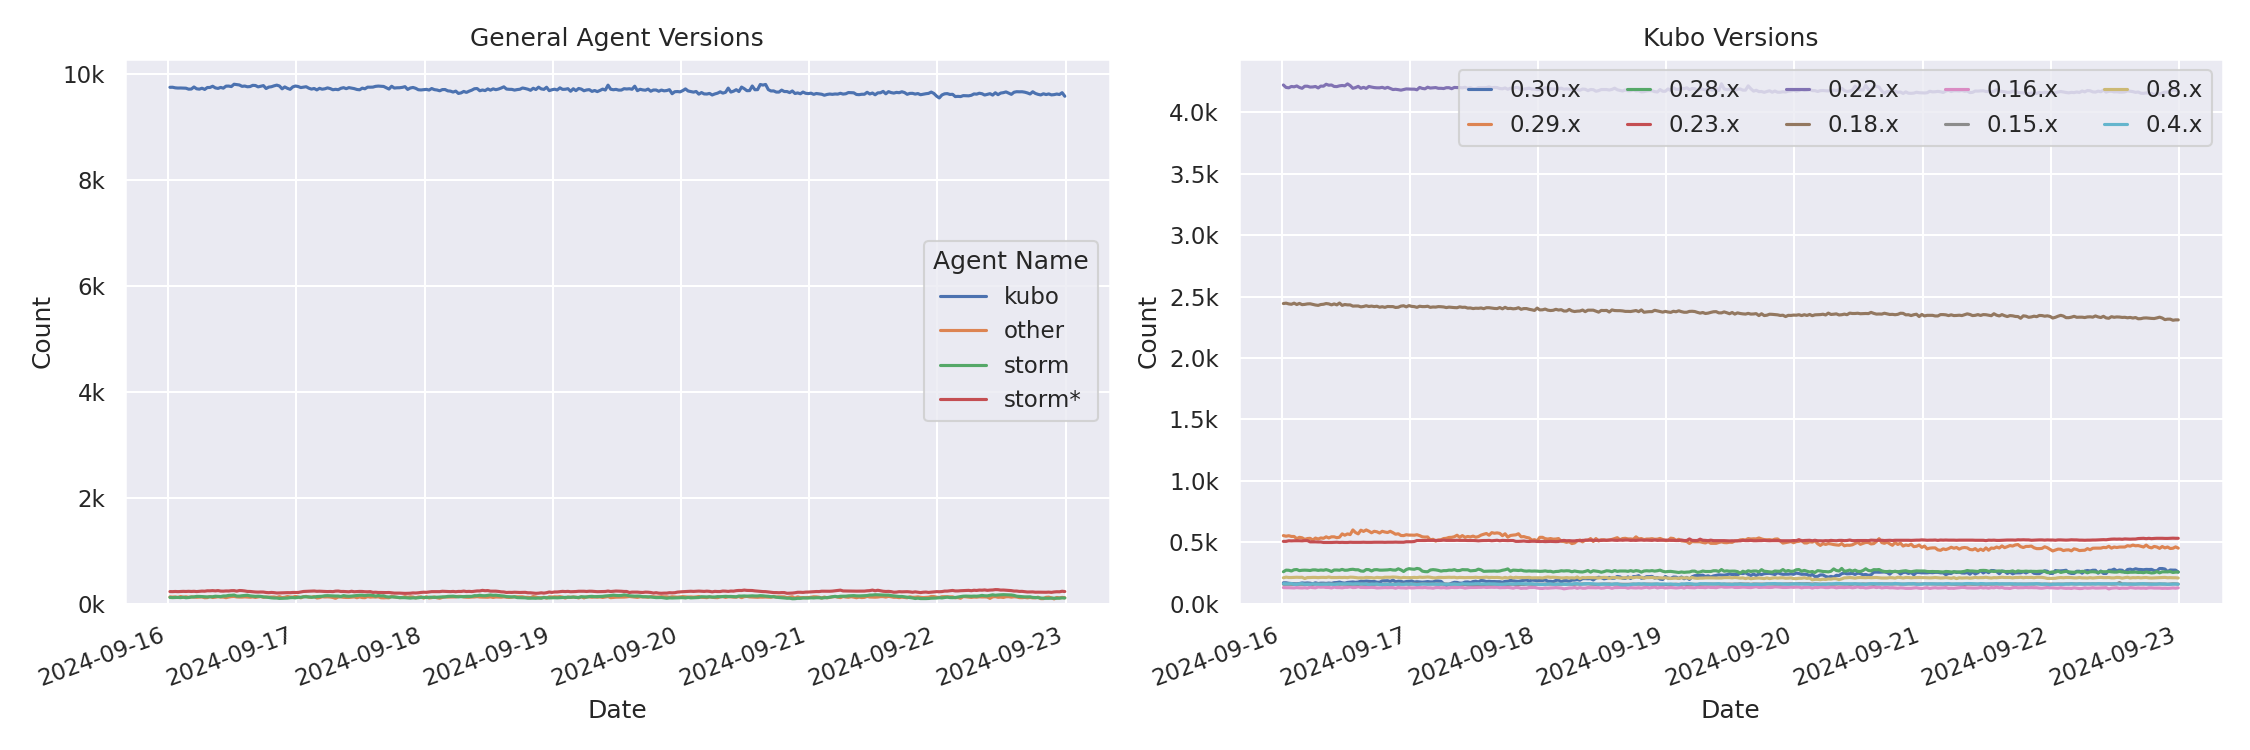 General Agent Versions
10k
8k
6k
4k
2k
0k
Count
Agent Name
kubo
other
storm
storm*
2024-09-16
2024-09-17
2024-09-18
2024-09-19
2024-09-20
2024-09-21
2024-09-22
2024-09-23
Date
Kubo Versions
0.30.x 0.28.x 0.22.x 0.16.x 0.8.x
0.29.x 0.23.x 0.18.x 0.15.x 0.4.x
4.0k
3.5k
3.0k
2.5k
2.0k
1.5k
1.0k
0.5k
0.0k
Count
2024-09-16
2024-09-17
2024-09-18
2024-09-19
2024-09-20
2024-09-21
2024-09-22
2024-09-23
Date